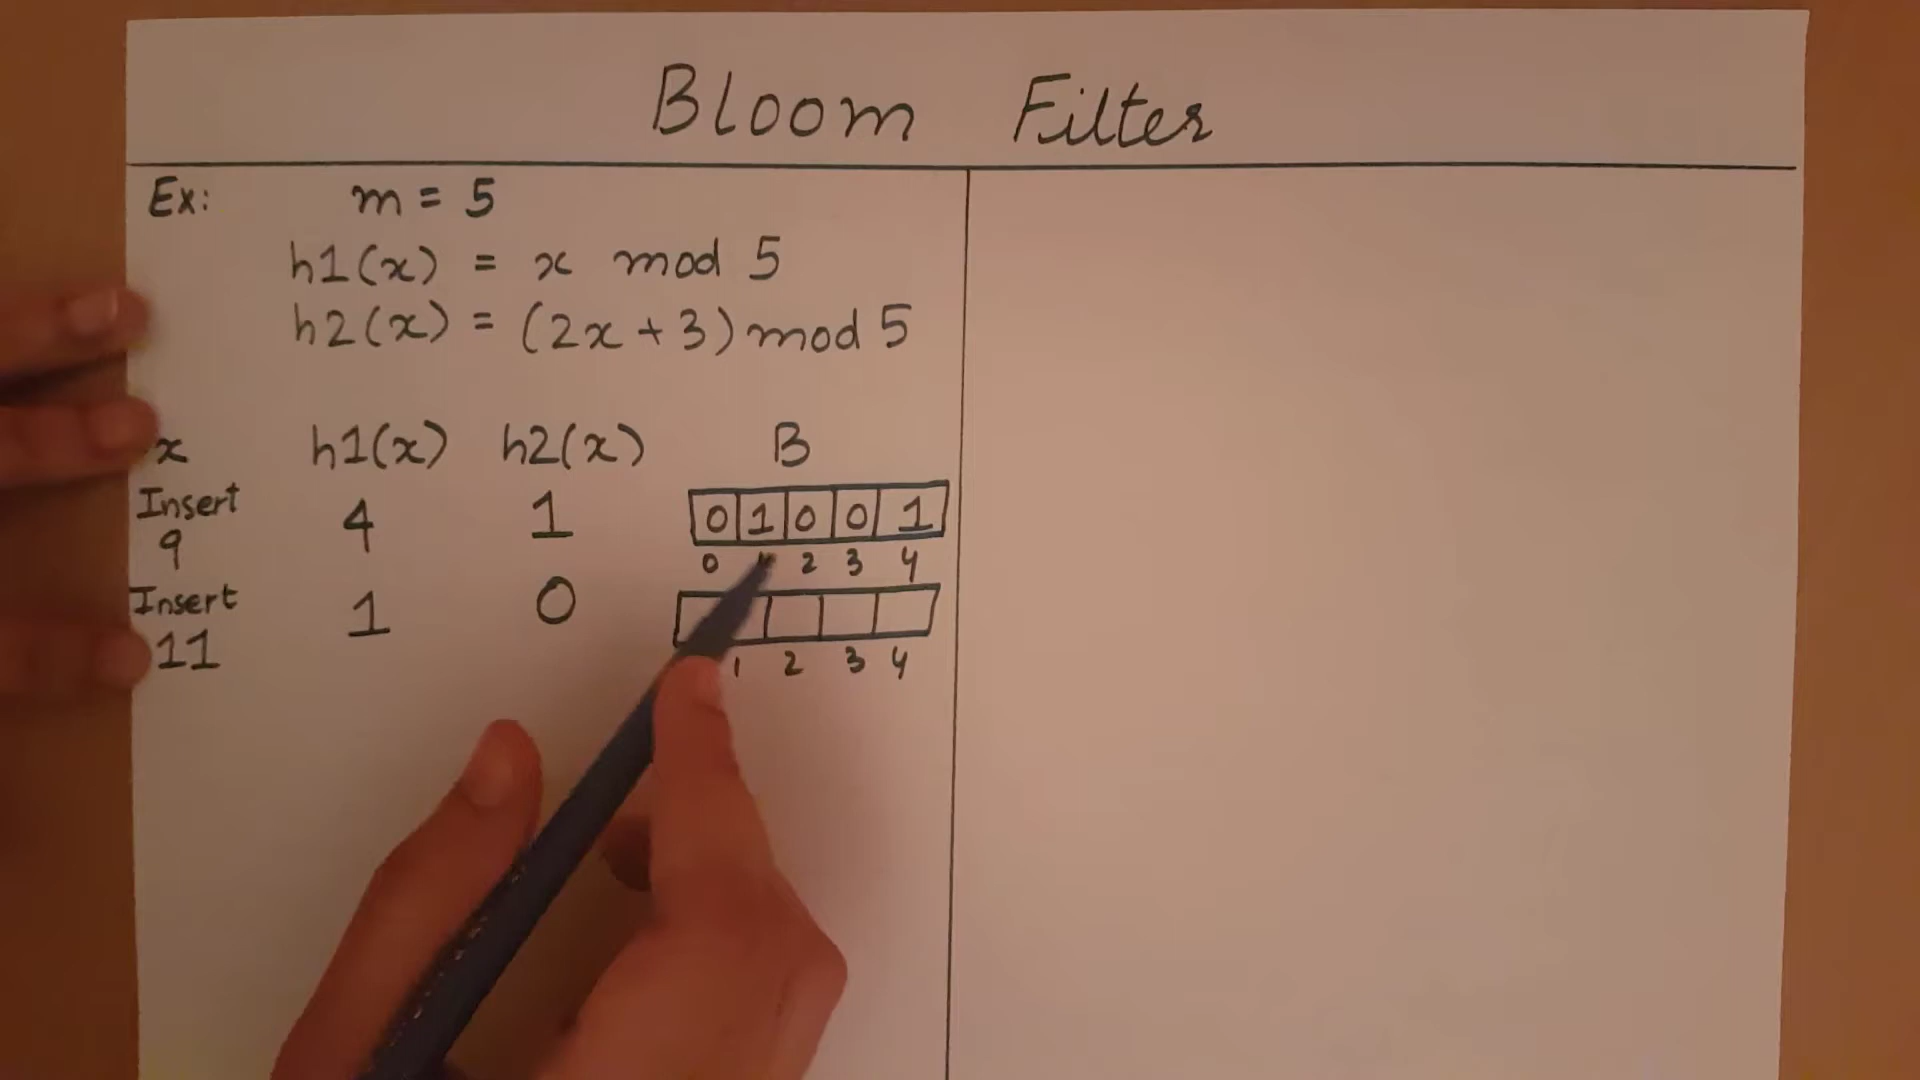 Bloom Filter
Ex: m = 5
h1(x) = x mod 5
h2(x) = (2x+3) mod 5
x h1(x) h2(x) B
Insert 9 4 1 0 1 0 0 1
0 2 3 4
Insert 11 1 0
1 2 3 4